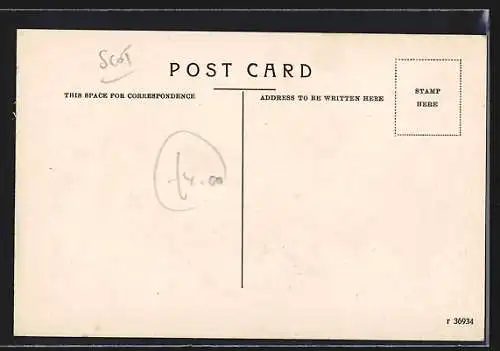 SCOT
POST CARD
THIS SPACE FOR CORRESPONDENCE
ADDRESS TO BE WRITTEN HERE
STAMP
HERE
£4.00
r 36934